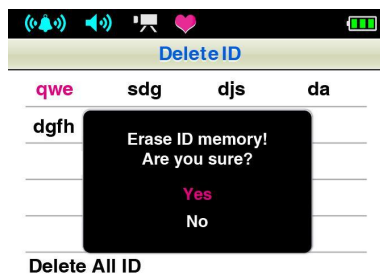 Delete ID
qwe sdg djs da
dgfh
Erase ID memory!
Are you sure?
Yes
No
Delete All ID